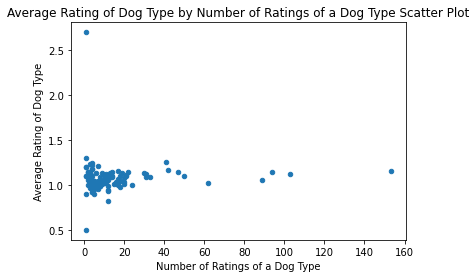 Average Rating of Dog Type by Number of Ratings of a Dog Type Scatter Plot
2.5
2.0
1.5
1.0
0.5
Average Rating of Dog Type
0 20 40 60 80 100 120 140 160
Number of Ratings of a Dog Type